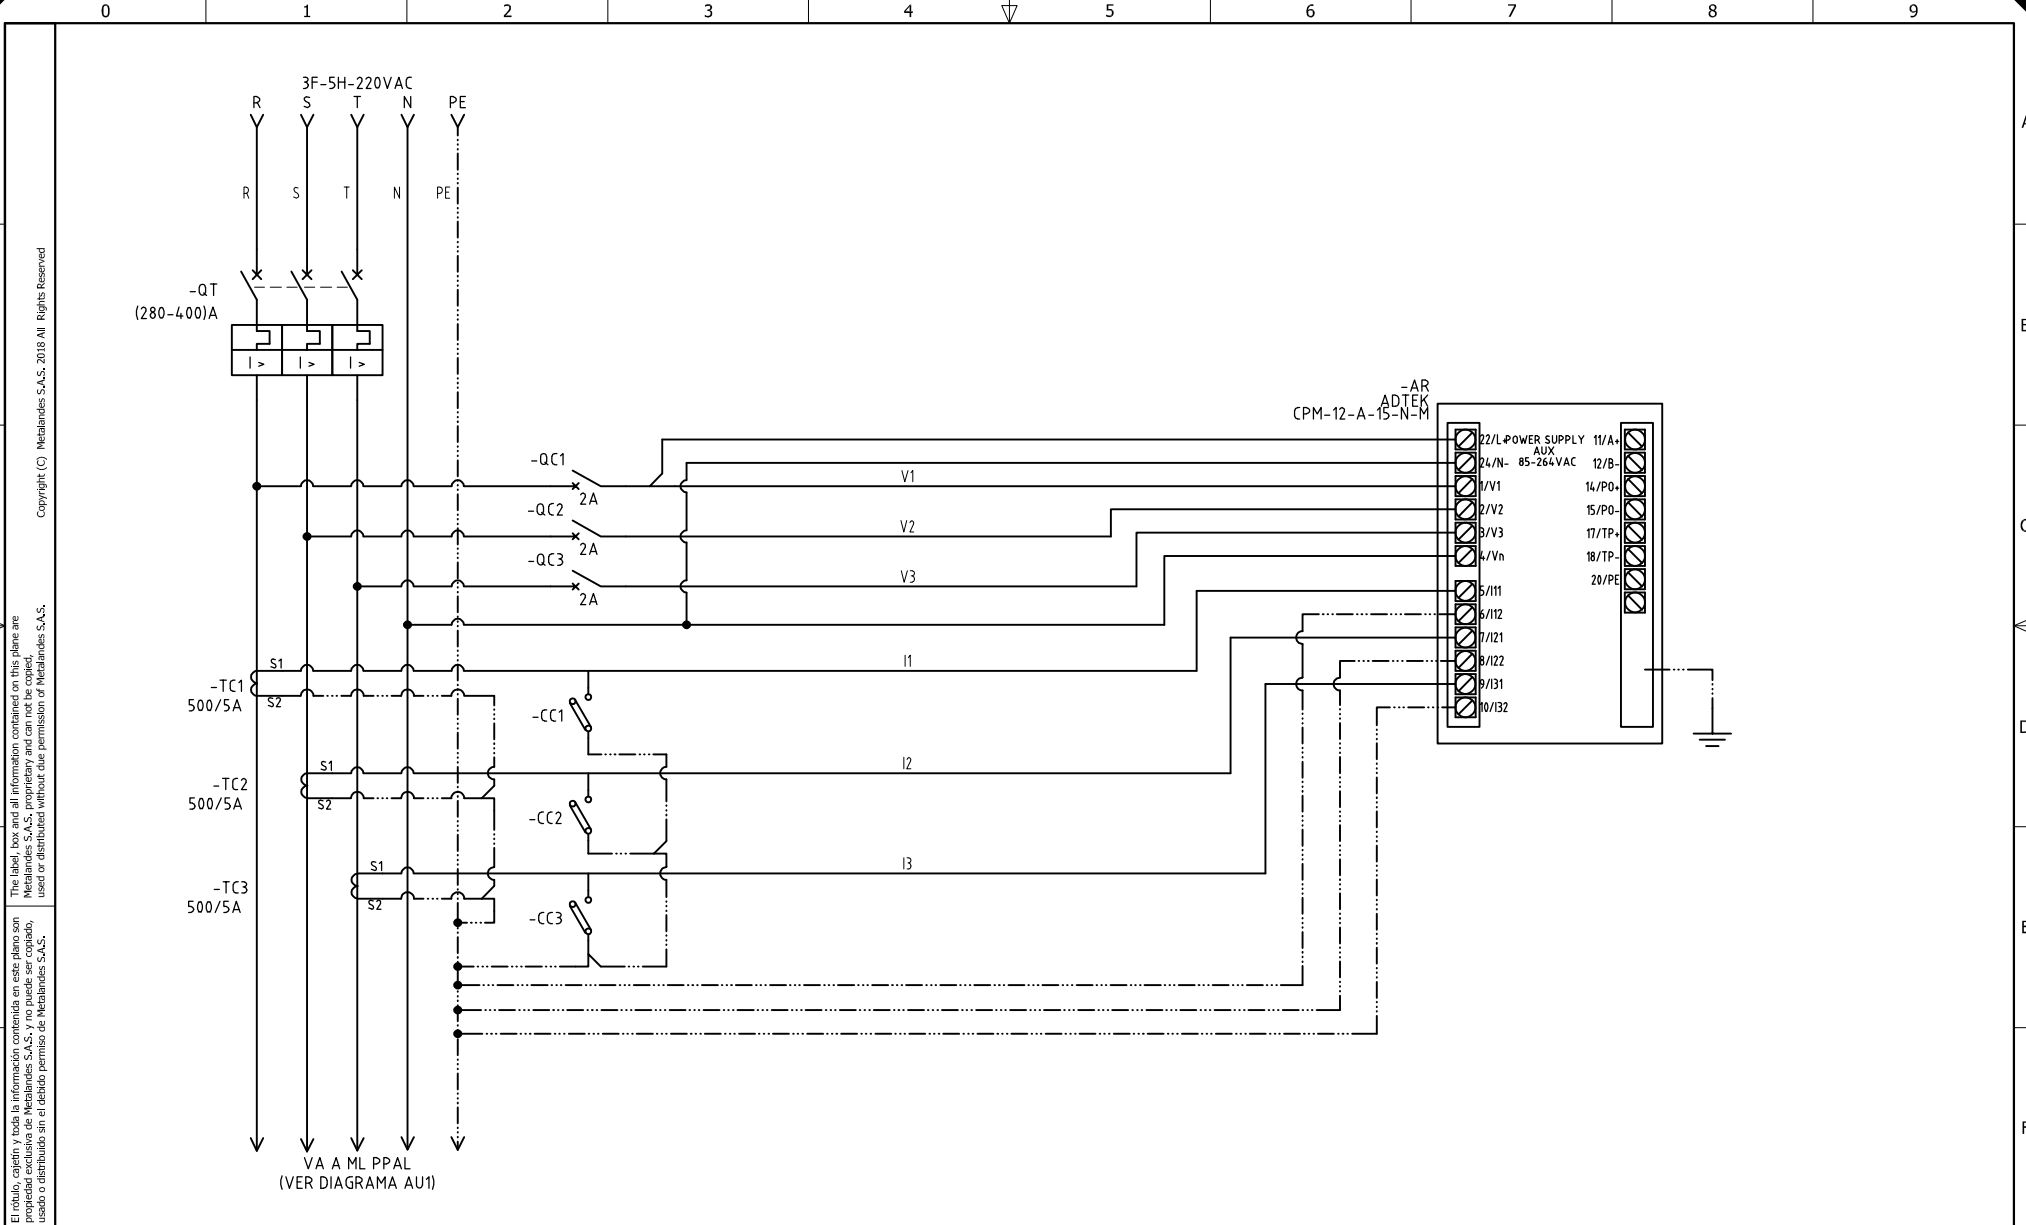 0 1 2 3 4 5 6 7 8 9
3F-5H-220VAC
R S T N PE
R S T N PE
-QT
(280-400)A
I > I > I >
-AR
ADTEK
CPM-12-A-15-N-M
22/L+ POWER SUPPLY 11/A+
AUX
24/N- 85-264VAC 12/B-
1/V1 14/PO+
2/V2 15/PO-
3/V3 17/TP+
4/Vn 18/TP-
20/PE
5/I11
6/I12
7/I21
8/I22
9/I31
10/I32
-QC1
2A
V1
-QC2
2A
V2
-QC3
2A
V3
S1
I1
-TC1
500/5A
S2
-CC1
S1
I2
-TC2
500/5A
S2
-CC2
S1
I3
-TC3
500/5A
S2
-CC3
VA A ML PPAL
(VER DIAGRAMA AU1)
Copyright (C) Metalandes S.A.S. 2018 All Rights Reserved
The label, box and all information contained on this plane are
Metalandes S.A.S. proprietary and can not be copied,
used or distributed without due permission of Metalandes S.A.S.
El rótulo, cajetín y toda la información contenida en este plano son
propiedad exclusiva de Metalandes S.A.S. y no puede ser copiado,
usado o distribuido sin el debido permiso de Metalandes S.A.S.